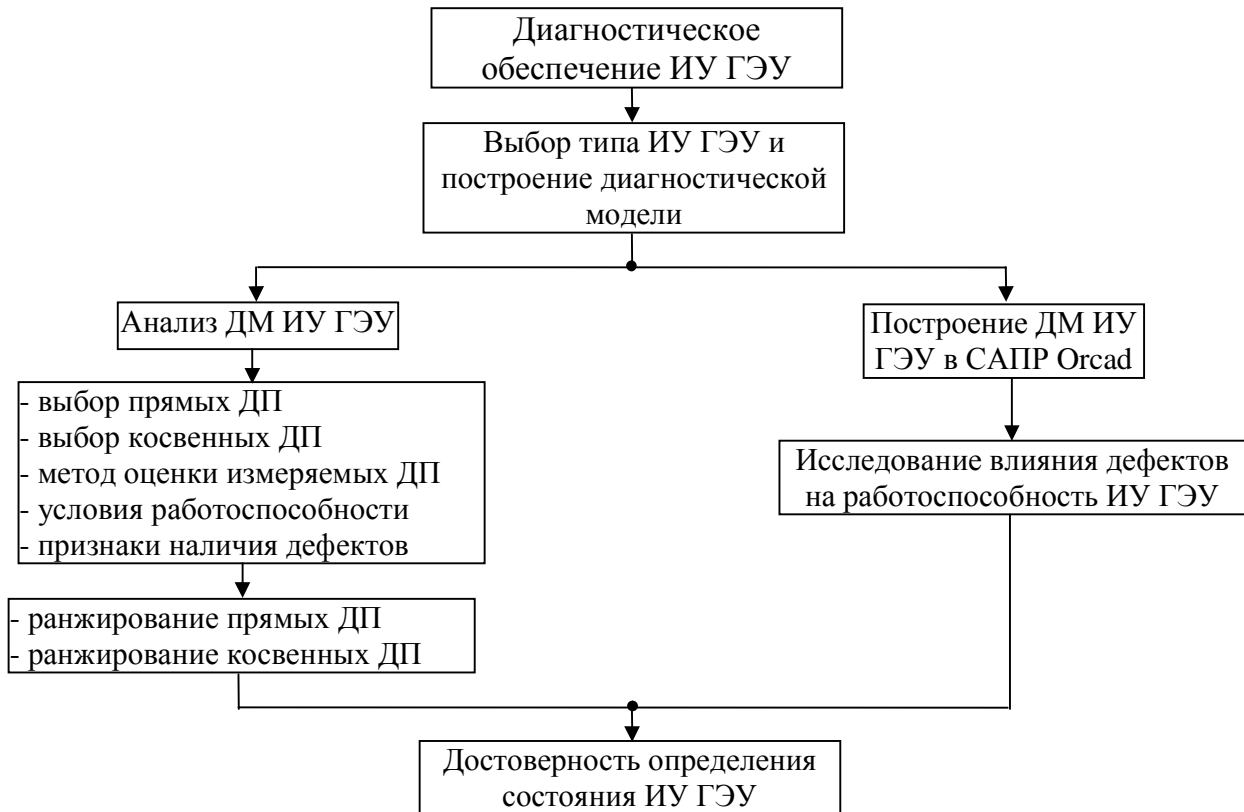 Диагностическое
обеспечение ИУ ГЭУ
Выбор типа ИУ ГЭУ и
построение диагностической
модели
Анализ ДМ ИУ ГЭУ
- выбор прямых ДП
- выбор косвенных ДП
- метод оценки измеряемых ДП
- условия работоспособности
- признаки наличия дефектов
- ранжирование прямых ДП
- ранжирование косвенных ДП
Построение ДМ ИУ
ГЭУ в САПР Orcad
Исследование влияния дефектов
на работоспособность ИУ ГЭУ
Достоверность определения
состояния ИУ ГЭУ